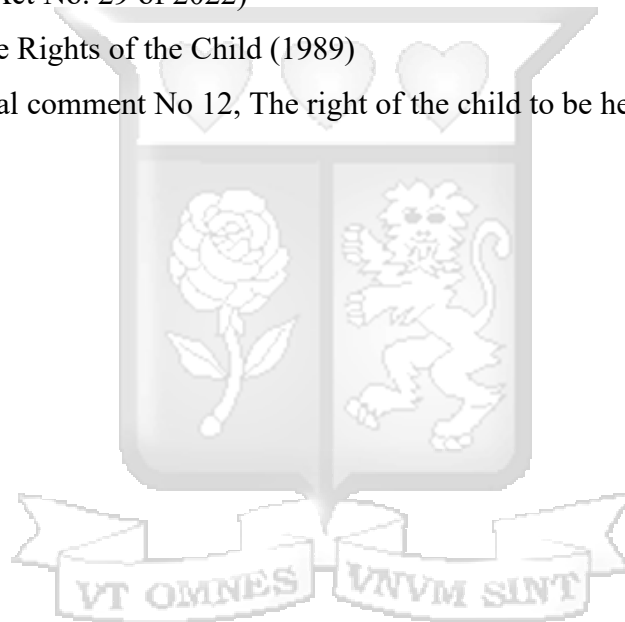 Act No. 29 of 2022)
e Rights of the Child (1989)
al comment No 12, The right of the child to be he
VT OMNES VNVM SINT